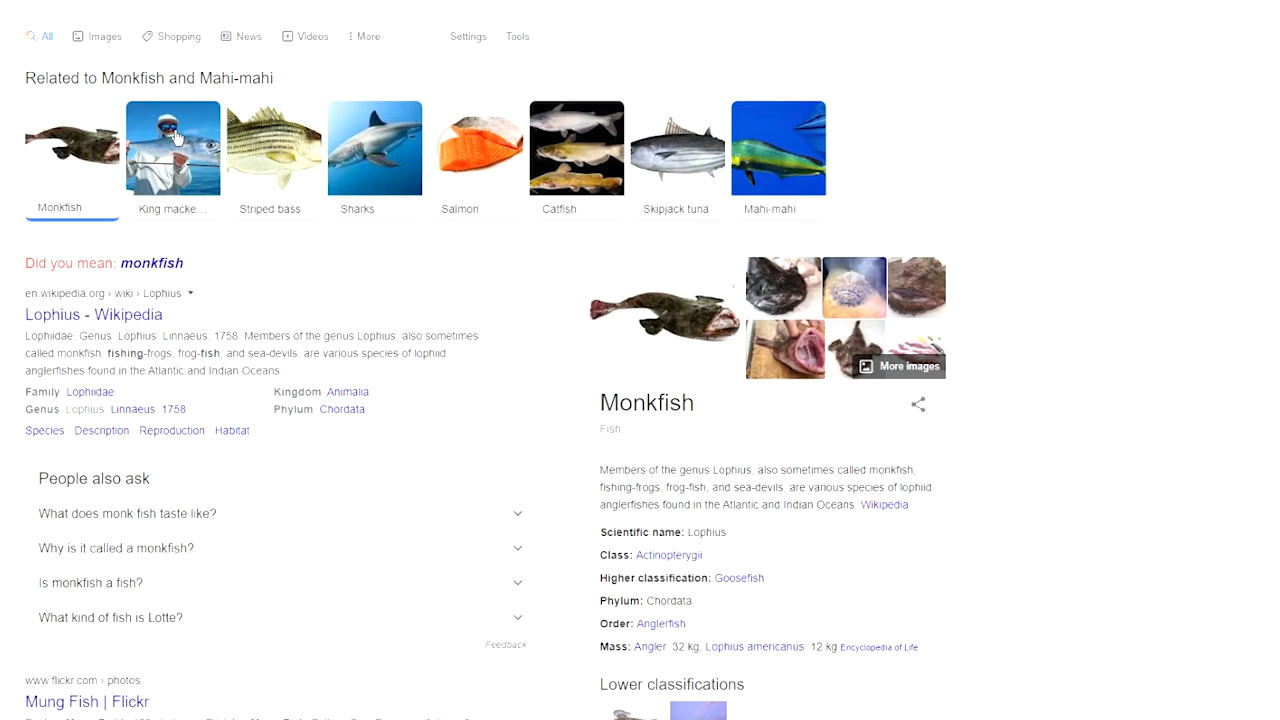 All Images Shopping News Videos More Settings Tools
Related to Monkfish and Mahi-mahi
Monkfish King macke... Striped bass Sharks Salmon Catfish Skipjack tuna Mahi-mahi
Did you mean: monkfish
en.wikipedia.org › wiki › Lophius
Lophius - Wikipedia
Lophiidae. Genus. Lophius. Linnaeus, 1758. Members of the genus Lophius, also sometimes
called monkfish, fishing-frogs, frog-fish, and sea-devils, are various species of lophiid
anglerfishes found in the Atlantic and Indian Oceans.
Family Lophiidae Kingdom Animalia
Genus Lophius; Linnaeus, 1758 Phylum Chordata
Species Description Reproduction Habitat
People also ask
What does monk fish taste like?
Why is it called a monkfish?
Is monkfish a fish?
What kind of fish is Lotte?
Feedback
www.flickr.com › photos
Mung Fish | Flickr
More images
Monkfish
Fish
Members of the genus Lophius, also sometimes called monkfish,
fishing-frogs, frog-fish, and sea-devils, are various species of lophiid
anglerfishes found in the Atlantic and Indian Oceans. Wikipedia
Scientific name: Lophius
Class: Actinopterygii
Higher classification: Goosefish
Phylum: Chordata
Order: Anglerfish
Mass: Angler: 32 kg, Lophius americanus: 12 kg Encyclopedia of Life
Lower classifications